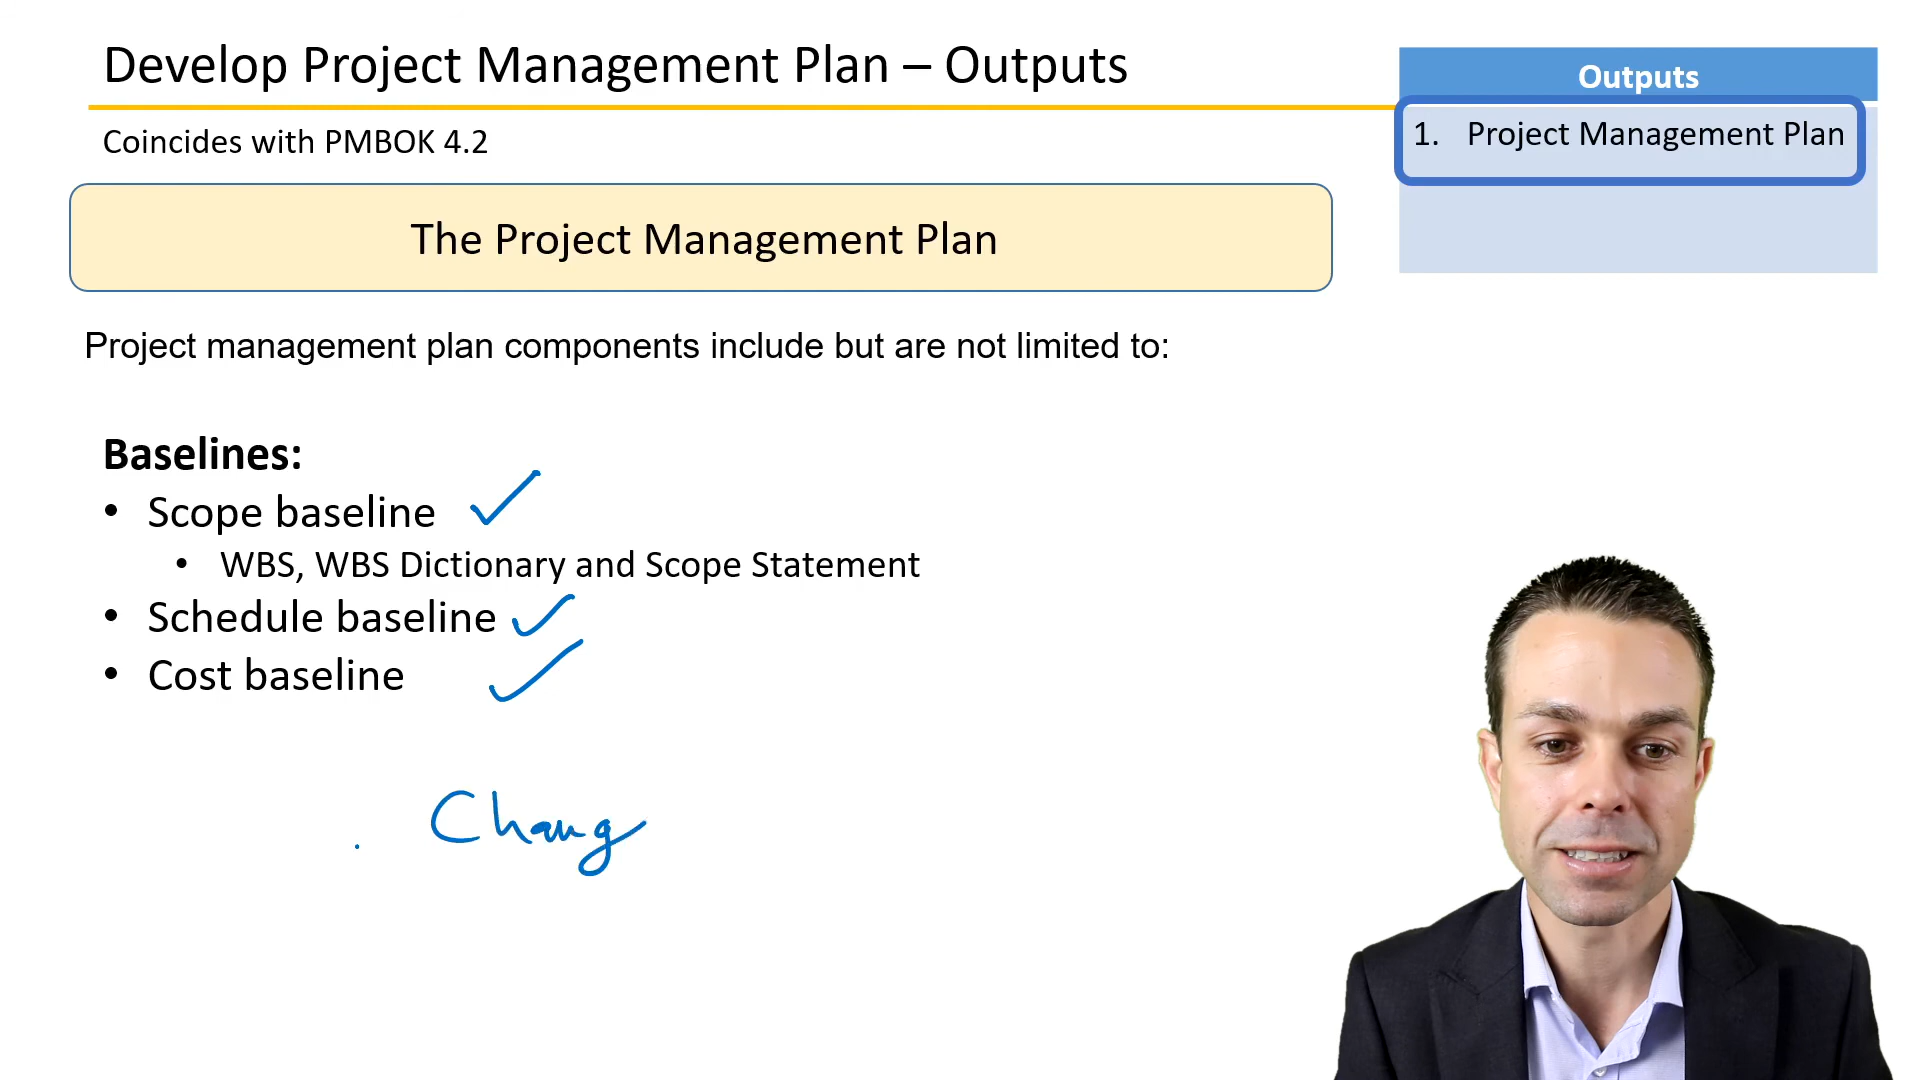 Develop Project Management Plan – Outputs
Coincides with PMBOK 4.2
Outputs
1. Project Management Plan
The Project Management Plan
Project management plan components include but are not limited to:
Baselines:
• Scope baseline
• WBS, WBS Dictionary and Scope Statement
• Schedule baseline
• Cost baseline
Chang